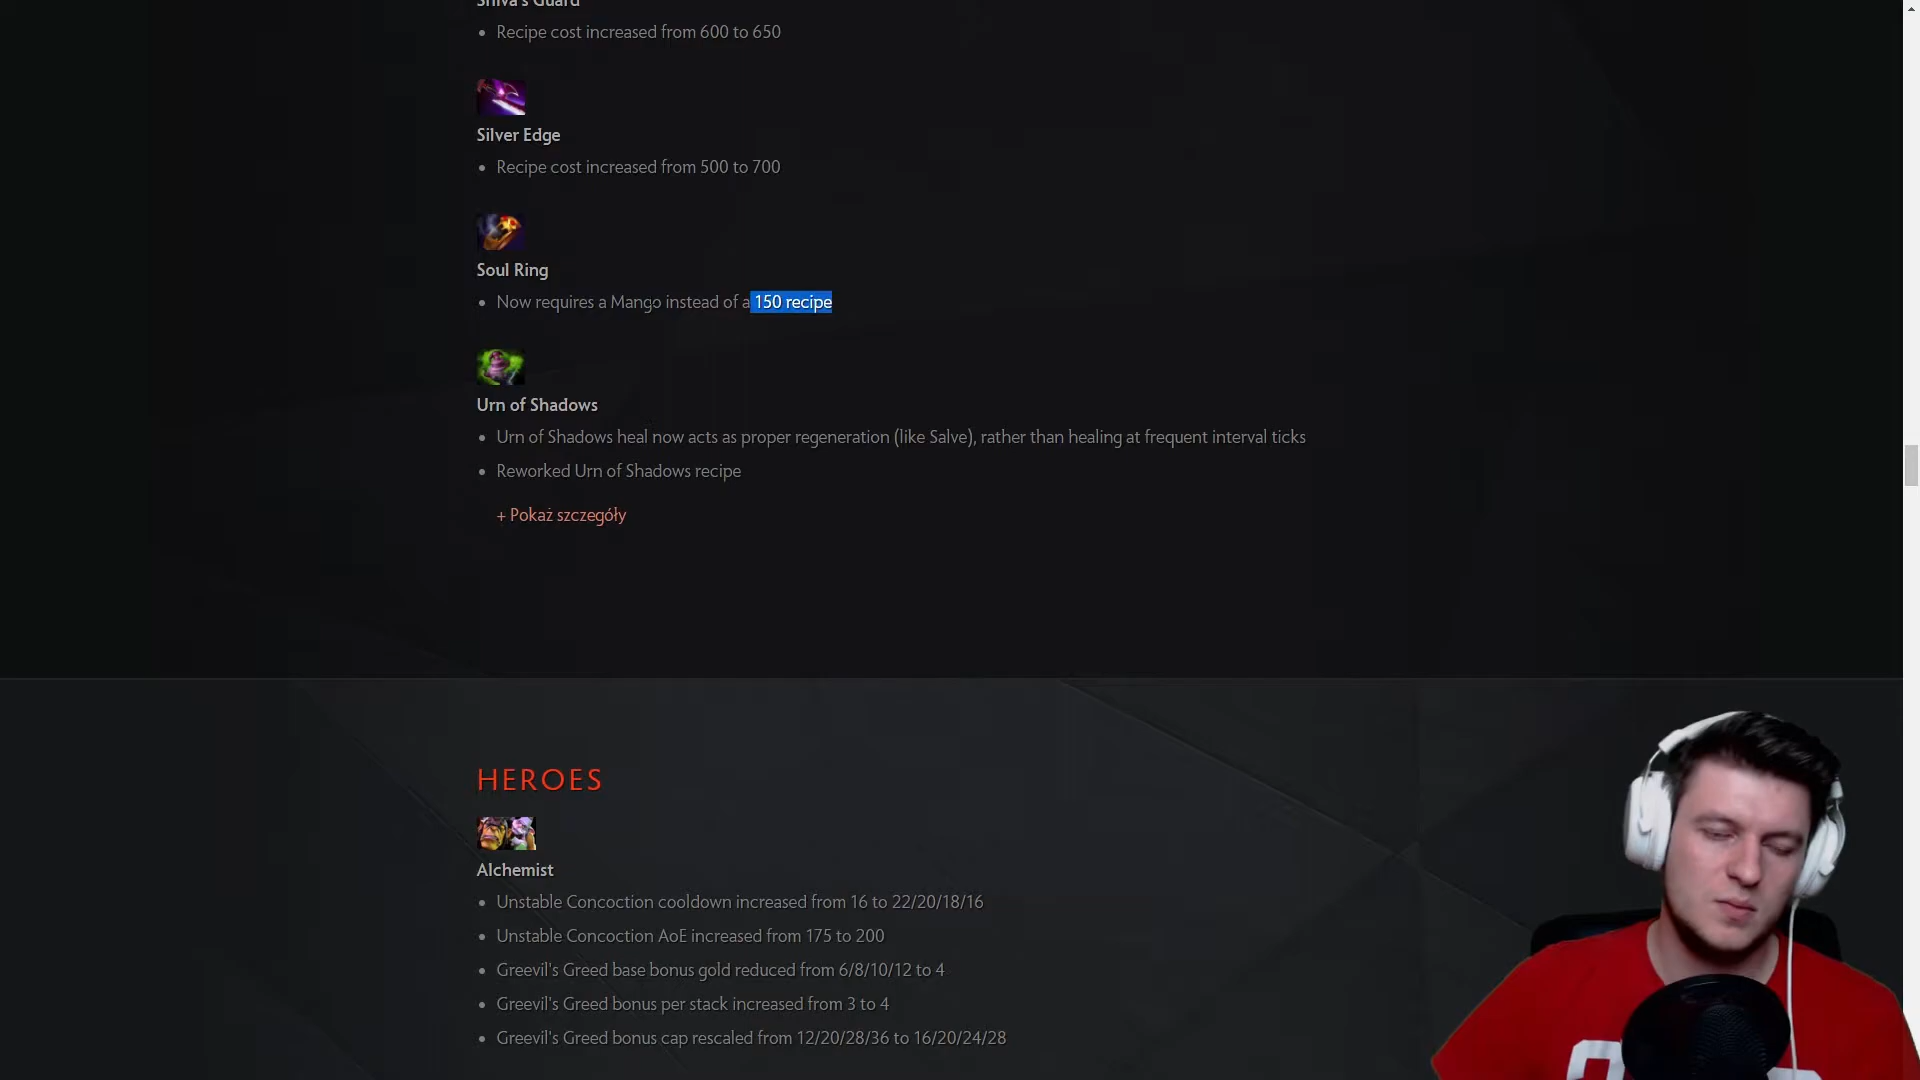 Shiva's Guard
Recipe cost increased from 600 to 650
Silver Edge
Recipe cost increased from 500 to 700
Soul Ring
Now requires a Mango instead of a 150 recipe
Urn of Shadows
Urn of Shadows heal now acts as proper regeneration (like Salve), rather than healing at frequent interval ticks
Reworked Urn of Shadows recipe
+ Pokaż szczegóły
HEROES
Alchemist
Unstable Concoction cooldown increased from 16 to 22/20/18/16
Unstable Concoction AoE increased from 175 to 200
Greevil's Greed base bonus gold reduced from 6/8/10/12 to 4
Greevil's Greed bonus per stack increased from 3 to 4
Greevil's Greed bonus cap rescaled from 12/20/28/36 to 16/20/24/28